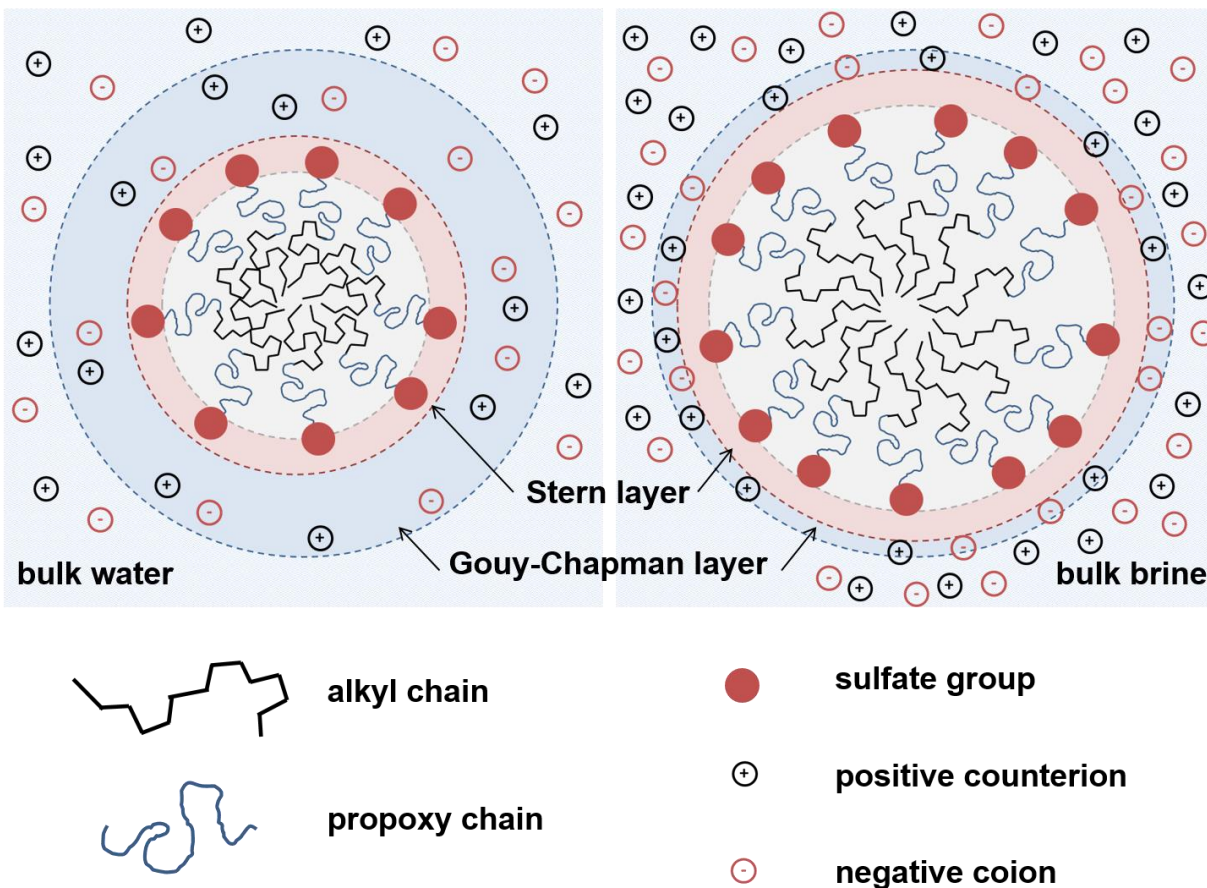 Stern layer
Gouy-Chapman layer
bulk water
bulk brine
alkyl chain
sulfate group
positive counterion
propoxy chain
negative coion